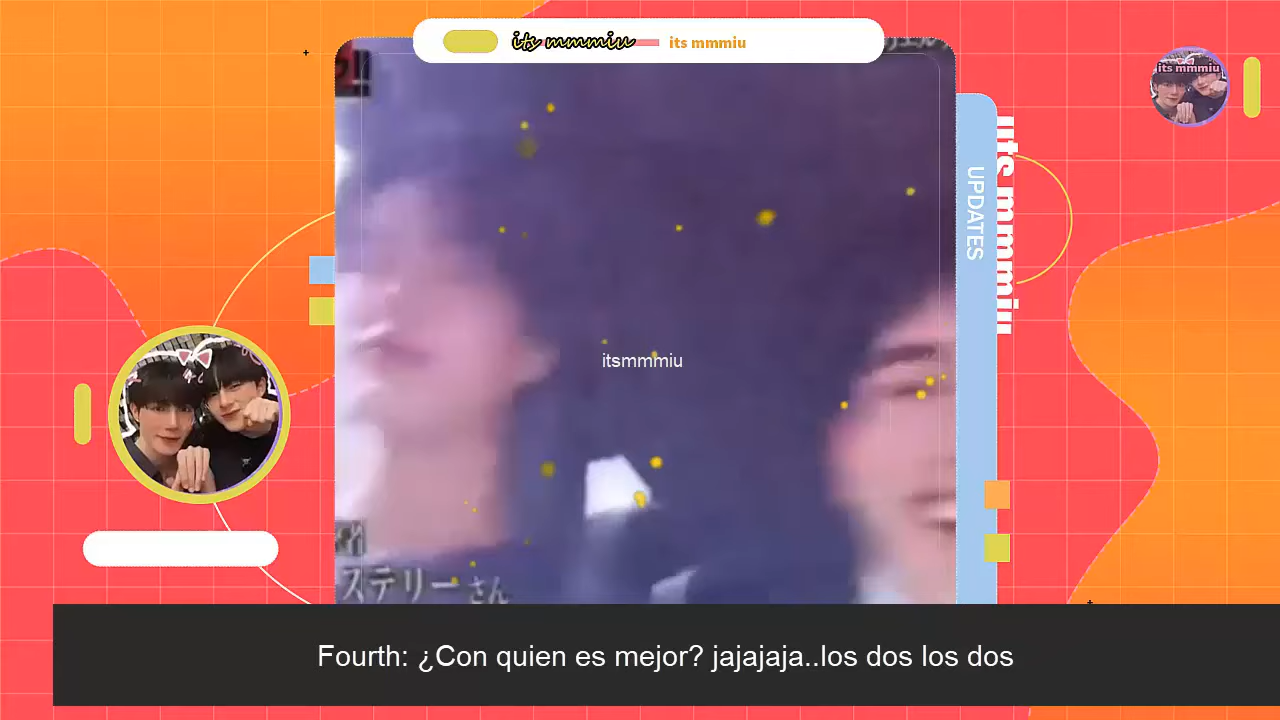 its mmmiu
its mmmiu
its mmmiu
UPDATES
its mmmiu
itsmmmiu
ステリーさん
Fourth: ¿Con quien es mejor? jajajaja..los dos los dos